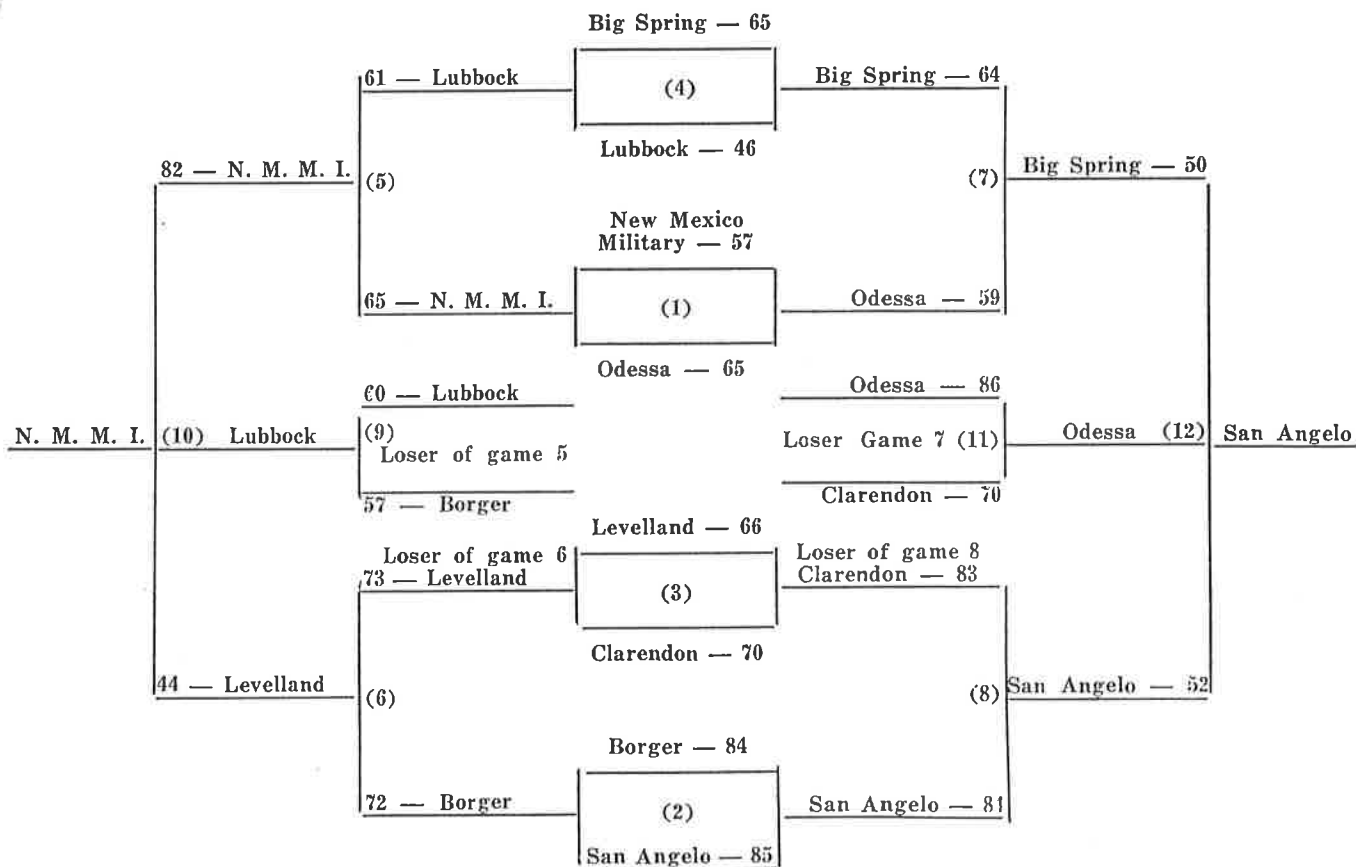 Big Spring — 65
61 — Lubbock
(4)
Big Spring — 64
Lubbock — 46
82 — N. M. M. I.
(5)
(7)
Big Spring — 50
New Mexico
Military — 57
65 — N. M. M. I.
(1)
Odessa — 59
Odessa — 65
60 — Lubbock
Odessa — 86
N. M. M. I.
(10)
Lubbock
(9)
Loser of game 5
Loser Game 7 (11)
Odessa (12)
San Angelo
57 — Borger
Clarendon — 70
Levelland — 66
Loser of game 6
73 — Levelland
(3)
Loser of game 8
Clarendon — 83
Clarendon — 70
44 — Levelland
(6)
(8)
San Angelo — 52
Borger — 84
72 — Borger
(2)
San Angelo — 81
San Angelo — 85